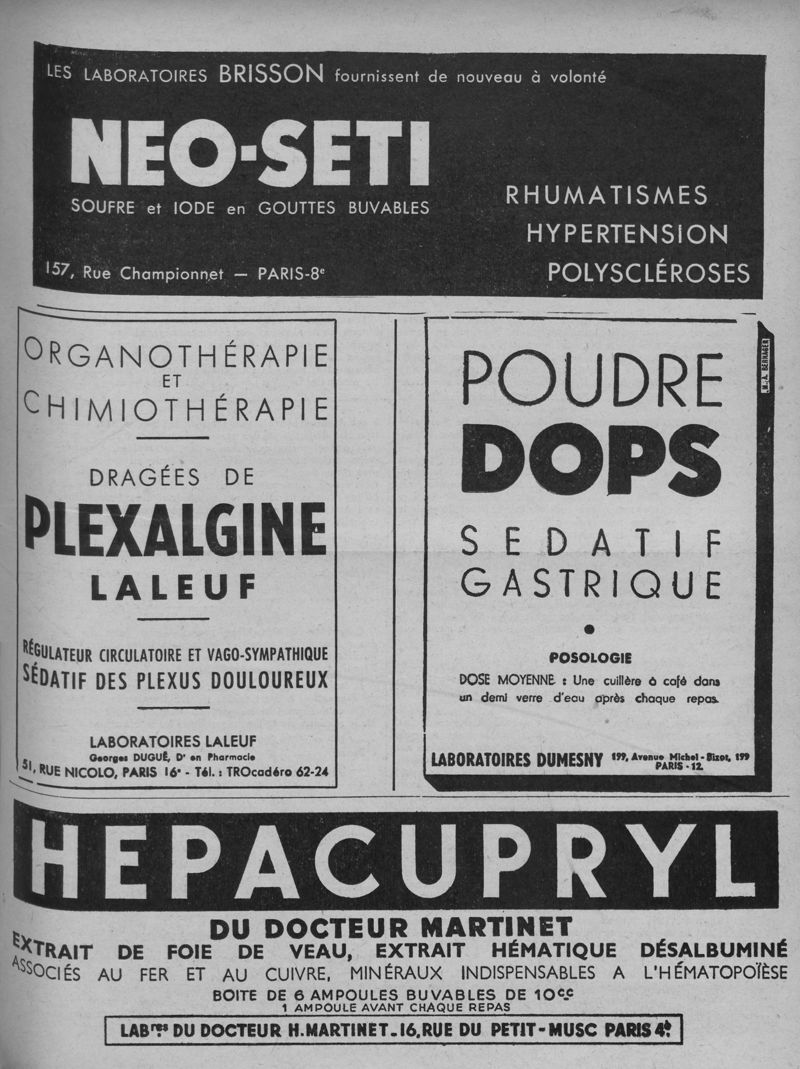 LES LABORATOIRES BRISSON fournissent de nouveau à volonté
NEO-SETI
SOUFRE et IODE en GOUTTES BUVABLES
RHUMATISMES
HYPERTENSION
POLYSCLÉROSES
157, Rue Championnet — PARIS-8e
ORGANOTHÉRAPIE
ET
CHIMIOTHÉRAPIE
DRAGÉES DE
PLEXALGINE
LALEUF
RÉGULATEUR CIRCULATOIRE ET VAGO-SYMPATHIQUE
SÉDATIF DES PLEXUS DOULOUREUX
LABORATOIRES LALEUF
Georges DUGUÉ, Dr en Pharmacie
51, RUE NICOLO, PARIS 16e - Tél. : TROcadéro 62-24
POUDRE
DOPS
SEDATIF
GASTRIQUE
POSOLOGIE
DOSE MOYENNE : Une cuillère à café dans
un demi verre d'eau après chaque repas.
LABORATOIRES DUMESNY 199, Avenue Michel-Bizot, 199
PARIS - 12.
HEPACUPRYL
DU DOCTEUR MARTINET
EXTRAIT DE FOIE DE VEAU, EXTRAIT HÉMATIQUE DÉSALBUMINÉ
ASSOCIÉS AU FER ET AU CUIVRE, MINÉRAUX INDISPENSABLES A L'HÉMATOPOÏÈSE
BOITE DE 6 AMPOULES BUVABLES DE 10cc
1 AMPOULE AVANT CHAQUE REPAS
LABres DU DOCTEUR H. MARTINET_16, RUE DU PETIT-MUSC PARIS 4e.